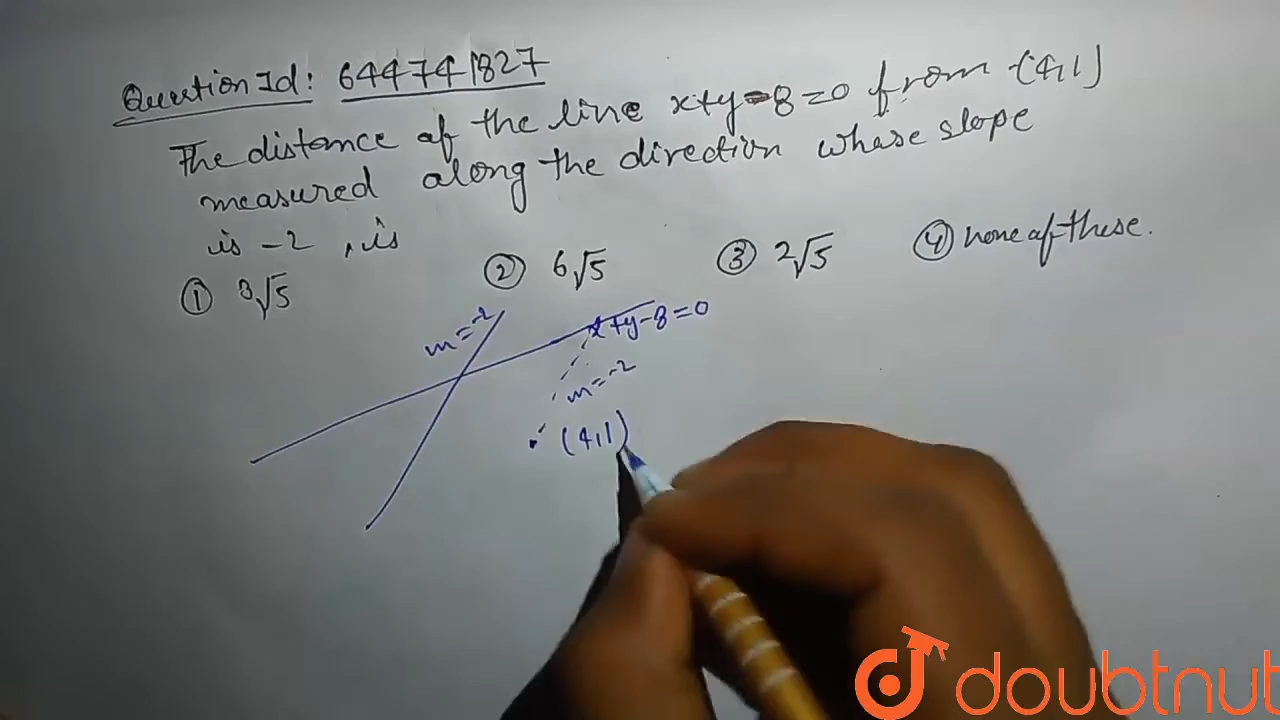 Question Id: 644741827
The distance of the line x+y-8=0 from (4,1)
measured along the direction whose slope
is -2 , is
① 3√5 ② 6√5 ③ 2√5 ④ none of these.
m=-2
x+y-8=0
m=-2
(4,1)
doubtnut